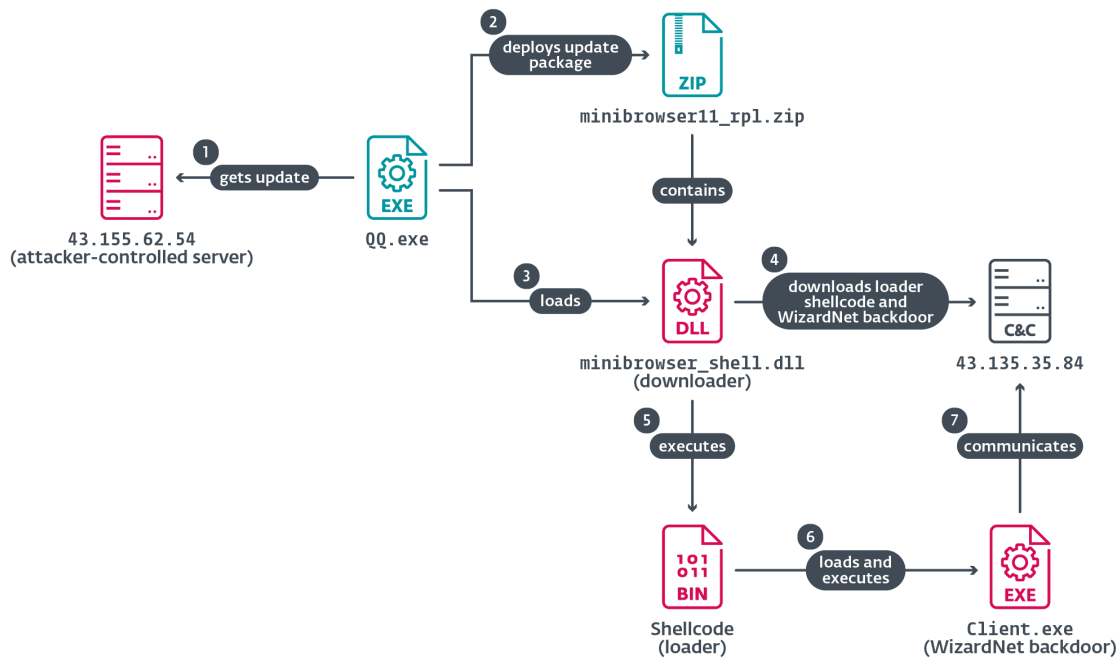 2
deploys update
package
ZIP
minibrowser11_rpl.zip
1
gets update
EXE
43.155.62.54
(attacker-controlled server)
QQ.exe
contains
3
loads
DLL
minibrowser_shell.dll
(downloader)
4
downloads loader
shellcode and
WizardNet backdoor
C&C
43.135.35.84
5
executes
7
communicates
101
011
BIN
Shellcode
(loader)
6
loads and
executes
EXE
Client.exe
(WizardNet backdoor)